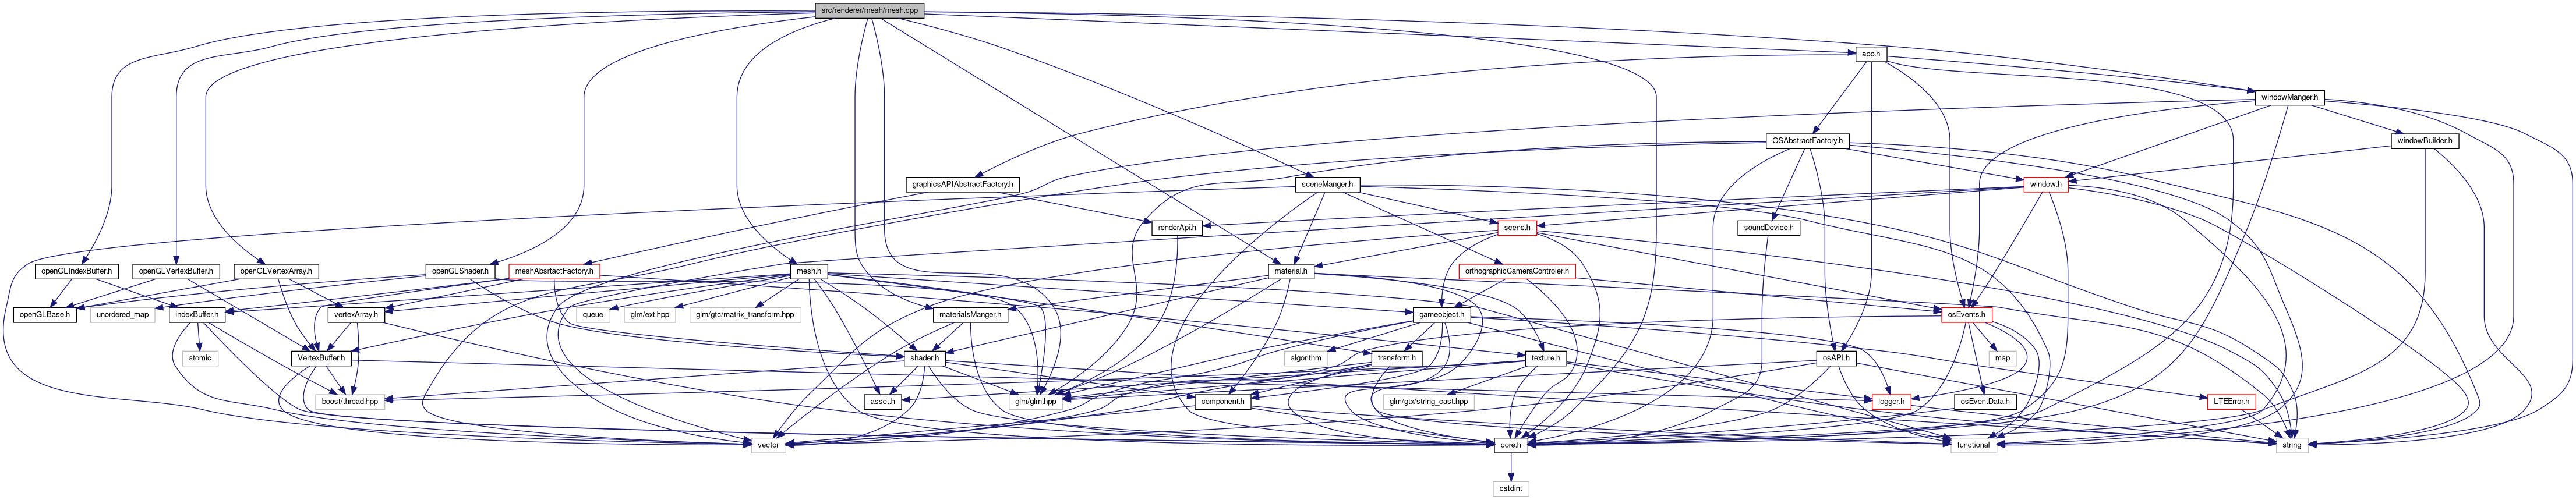 src/renderer/mesh/mesh.cpp
app.h
windowManger.h
OSAbstractFactory.h
windowBuilder.h
graphicsAPIAbstractFactory.h
sceneManger.h
window.h
renderApi.h
scene.h
soundDevice.h
openGLIndexBuffer.h
openGLVertexBuffer.h
openGLVertexArray.h
openGLShader.h
meshAbsrtactFactory.h
mesh.h
material.h
orthographicCameraControler.h
openGLBase.h
unordered_map
indexBuffer.h
vertexArray.h
queue
glm/ext.hpp
glm/gtc/matrix_transform.hpp
materialsManger.h
gameobject.h
osEvents.h
atomic
VertexBuffer.h
shader.h
algorithm
transform.h
texture.h
osAPI.h
map
boost/thread.hpp
asset.h
glm/glm.hpp
component.h
glm/gtx/string_cast.hpp
logger.h
osEventData.h
LTEError.h
vector
core.h
functional
string
cstdint